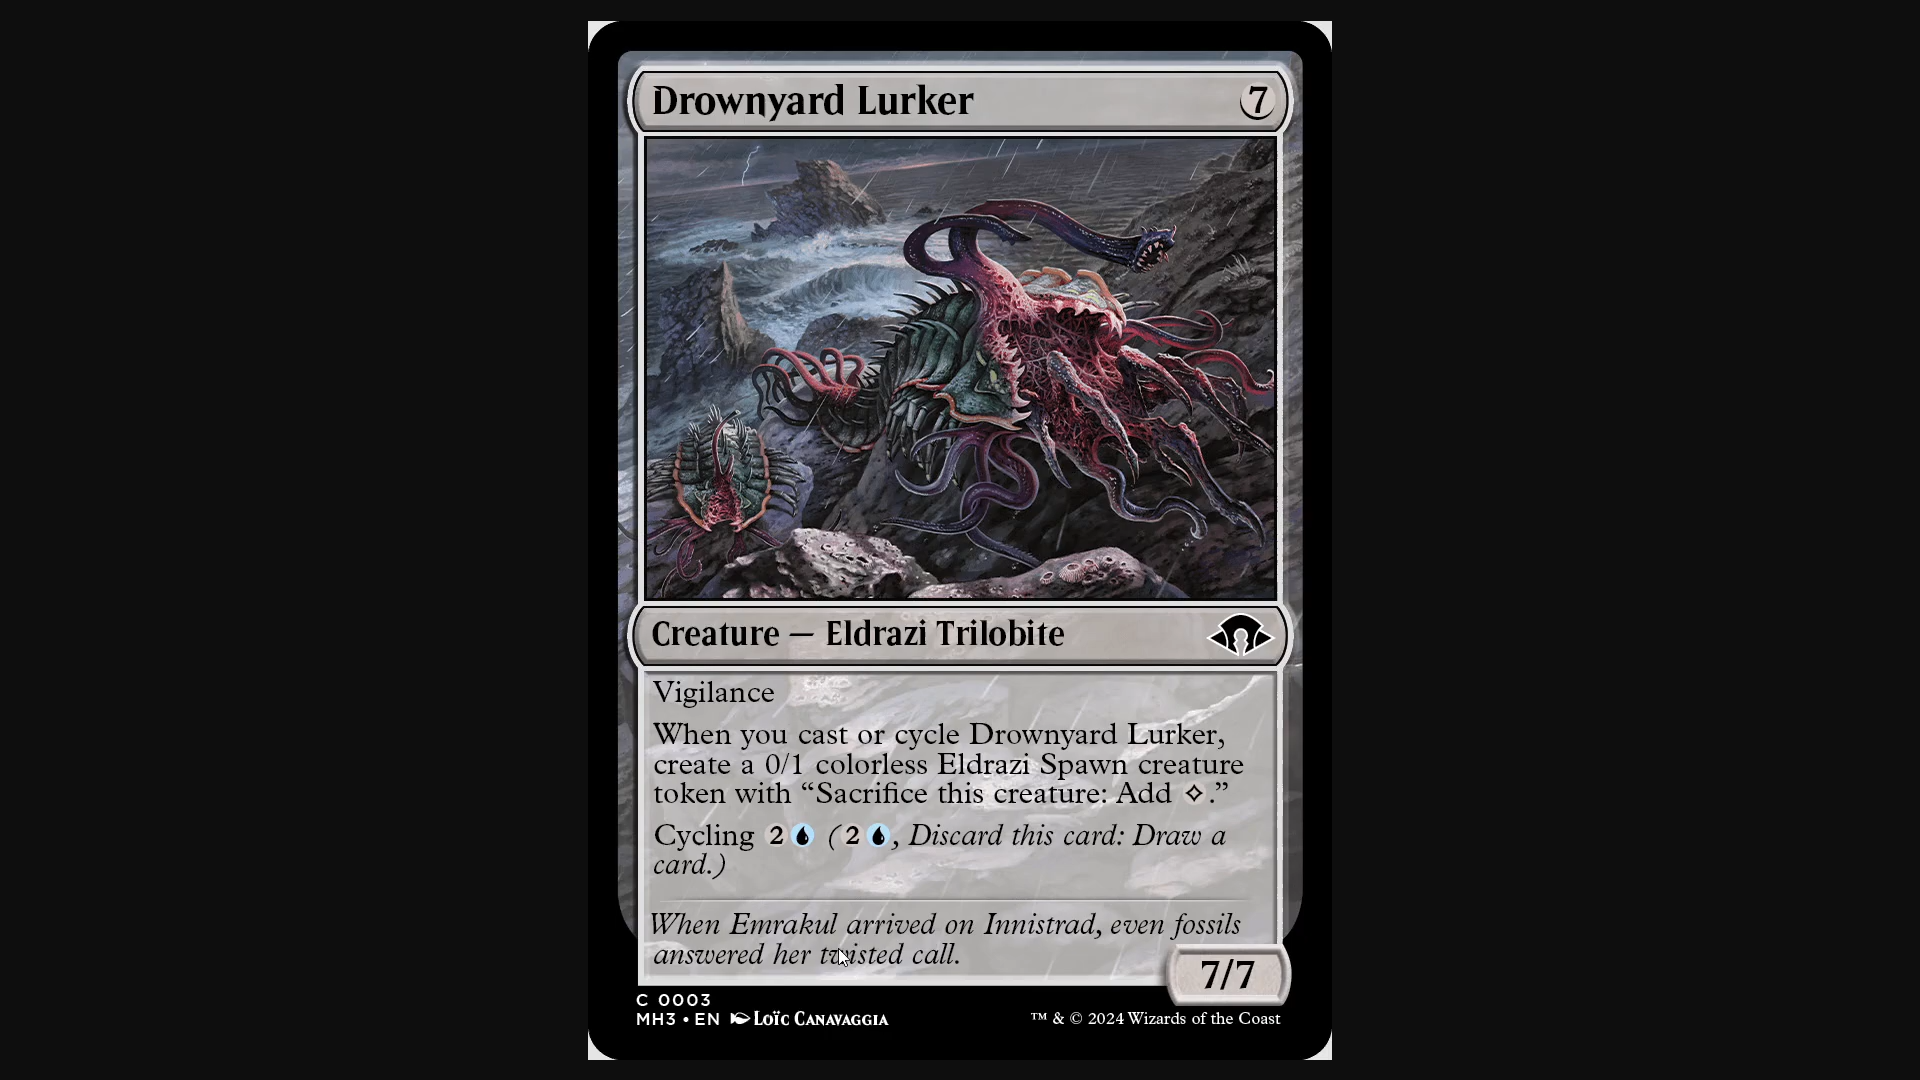 Drownyard Lurker 7
Creature — Eldrazi Trilobite
Vigilance
When you cast or cycle Drownyard Lurker,
create a 0/1 colorless Eldrazi Spawn creature
token with “Sacrifice this creature: Add .”
Cycling 2 (2, Discard this card: Draw a
card.)
When Emrakul arrived on Innistrad, even fossils
answered her twisted call.
7/7
C 0003
MH3 • EN Loïc Canavaggia
™ & © 2024 Wizards of the Coast